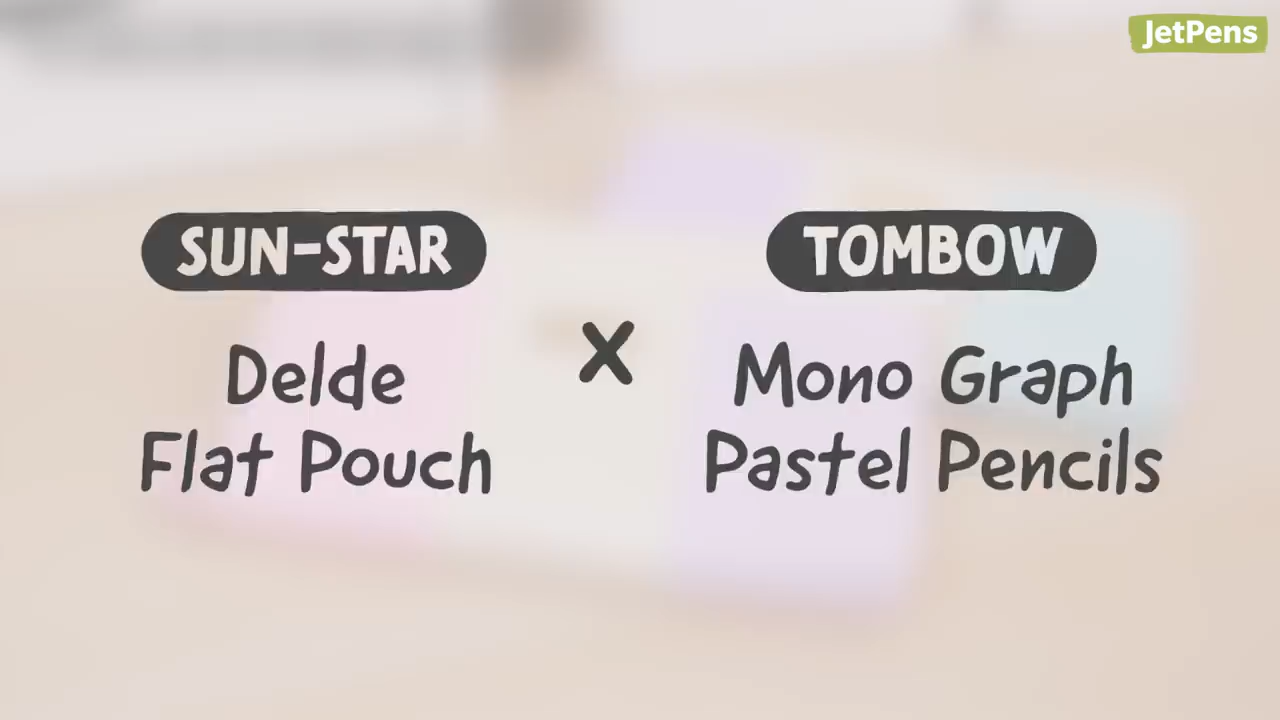 JetPens
SUN-STAR
Delde
Flat Pouch
x
TOMBOW
Mono Graph
Pastel Pencils